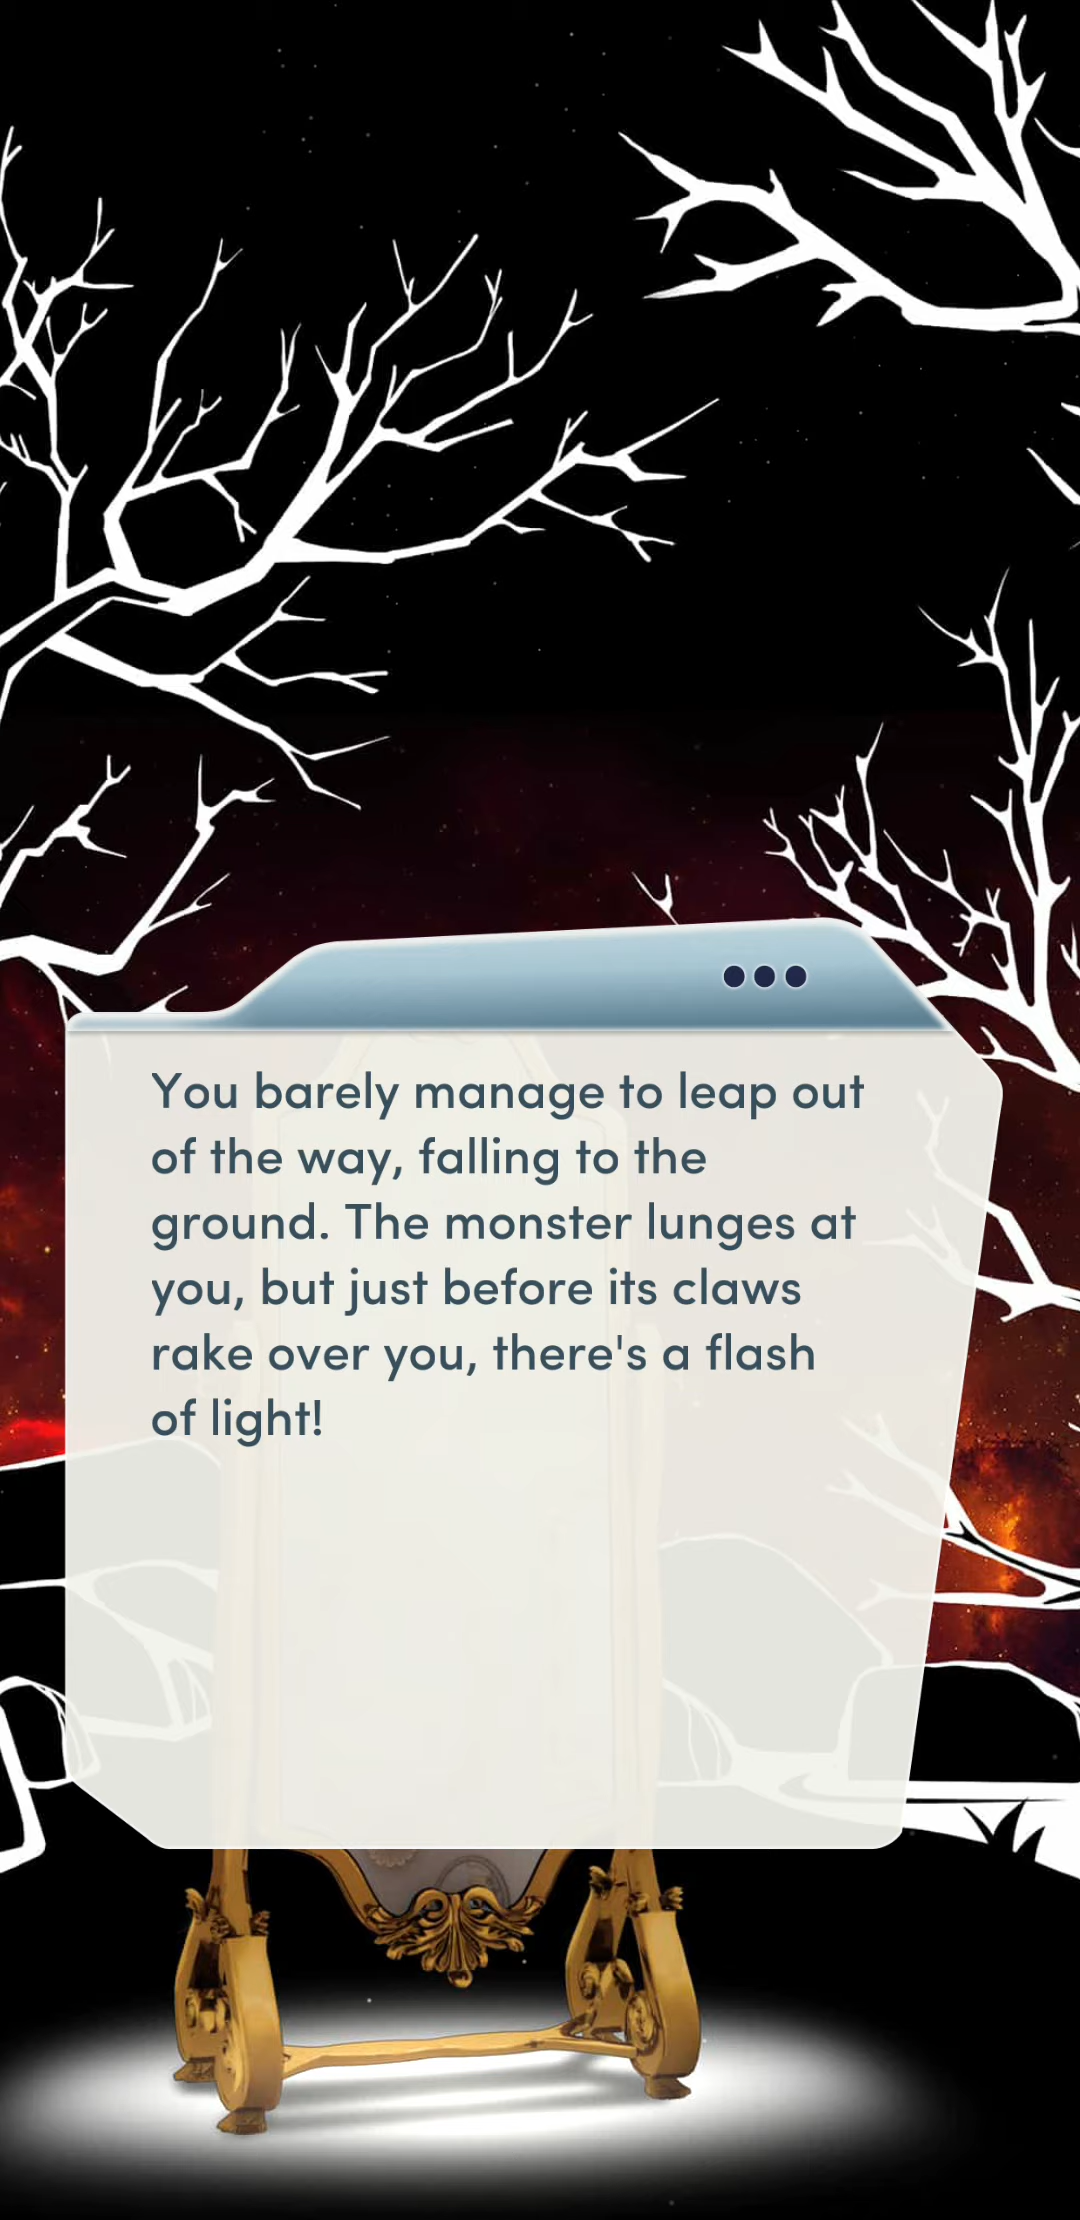 You barely manage to leap out
of the way, falling to the
ground. The monster lunges at
you, but just before its claws
rake over you, there's a flash
of light!